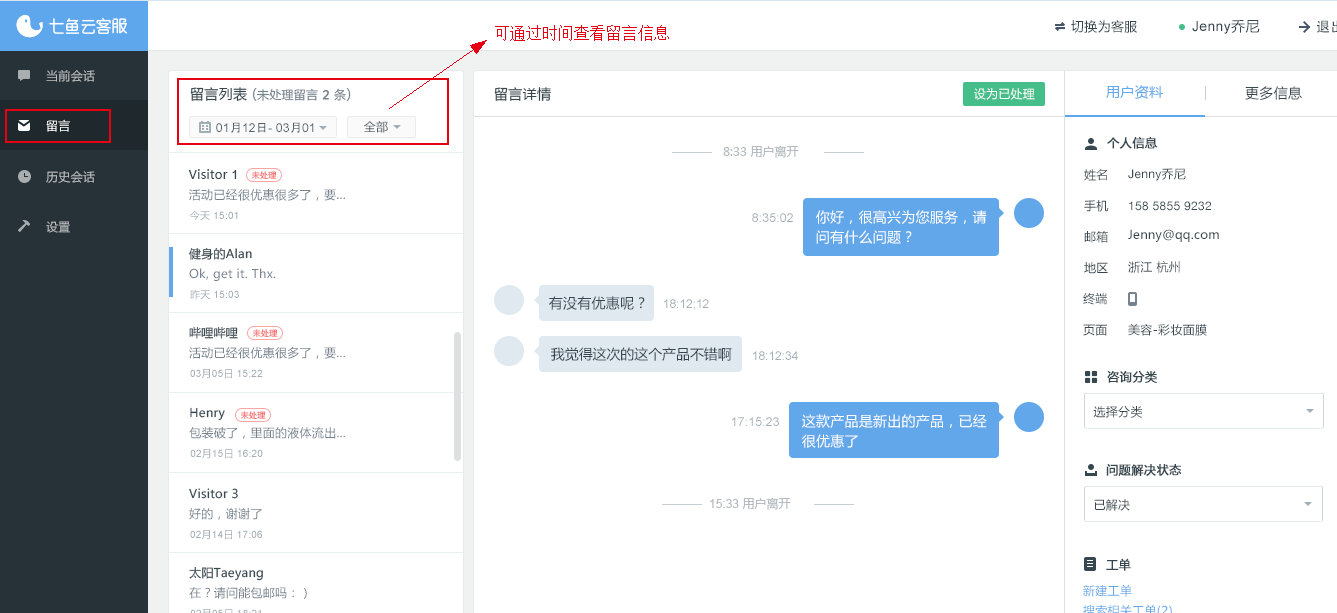 七鱼云客服
可通过时间查看留言信息
切换为客服
Jenny乔尼
当前会话
留言
历史会话
设置
留言列表 (未处理留言 2 条)
01月12日- 03月01
全部
Visitor 1 未处理
活动已经很优惠很多了，要...
今天 15:01
健身的Alan
Ok, get it. Thx.
昨天 15:03
哔哩哔哩 未处理
活动已经很优惠很多了，要...
03月05日 15:22
Henry 未处理
包装破了，里面的液体流出...
02月15日 16:20
Visitor 3
好的，谢谢了
02月14日 17:06
太阳Taeyang
在？请问能包邮吗：)
留言详情
设为已处理
8:33 用户离开
8:35:02
你好，很高兴为您服务，请
问有什么问题？
有没有优惠呢？
18:12,12
我觉得这次的这个产品不错啊
18:12:34
17:15:23
这款产品是新出的产品，已经
很优惠了
15:33 用户离开
用户资料
更多信息
个人信息
姓名 Jenny乔尼
手机 158 5855 9232
邮箱 Jenny@qq.com
地区 浙江 杭州
终端
页面 美容-彩妆面膜
咨询分类
选择分类
问题解决状态
已解决
工单
新建工单
搜索相关工单(2)